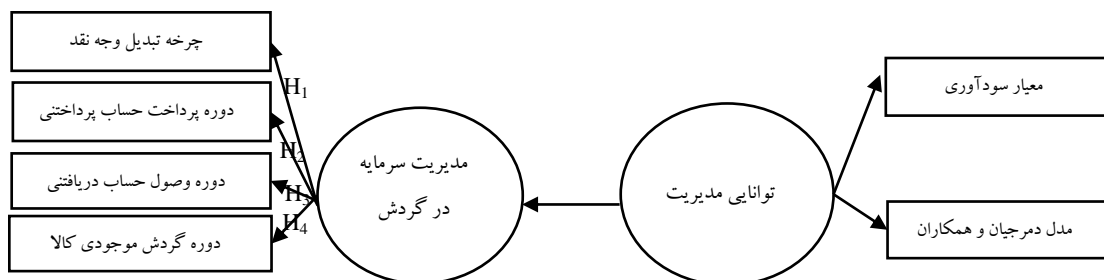 چرخه تبدیل وجه نقد
معیار سودآوری
H1
دوره پرداخت حساب پرداختنی
H2
مدیریت سرمایه
در گردش
توانایی مدیریت
دوره وصول حساب دریافتنی
H3
H4
دوره گردش موجودی کالا
مدل دمرجیان و همکاران